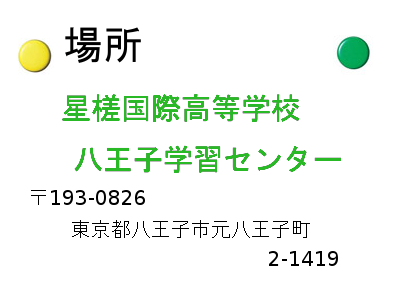 場所
星槎国際高等学校
八王子学習センター
〒193-0826
東京都八王子市元八王子町
2-1419